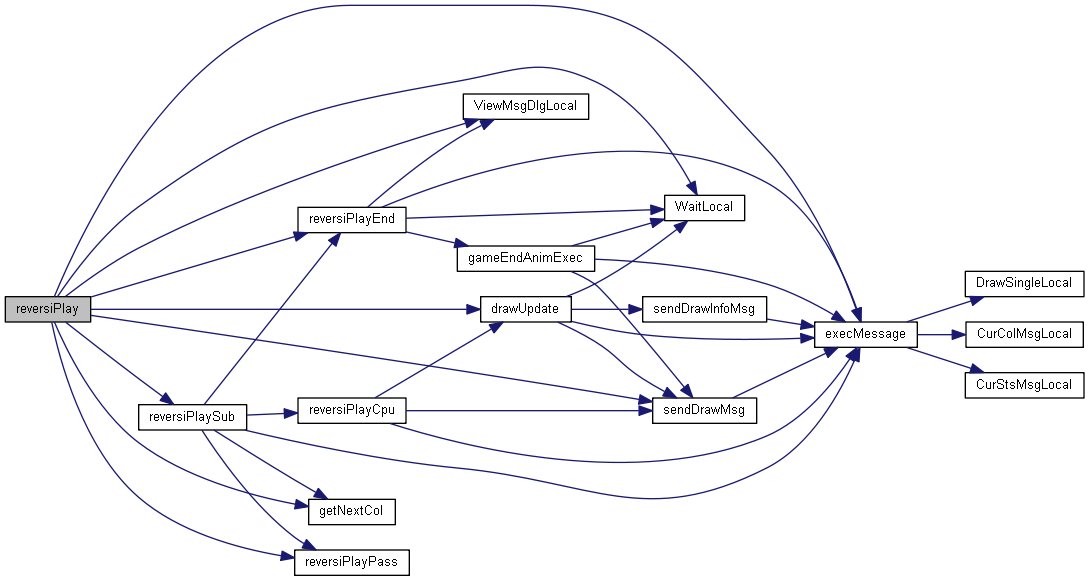 ViewMsgDlgLocal
WaitLocal
reversiPlayEnd
gameEndAnimExec
DrawSingleLocal
reversiPlay
drawUpdate
sendDrawInfoMsg
execMessage
CurColMsgLocal
CurStsMsgLocal
reversiPlaySub
reversiPlayCpu
sendDrawMsg
getNextCol
reversiPlayPass